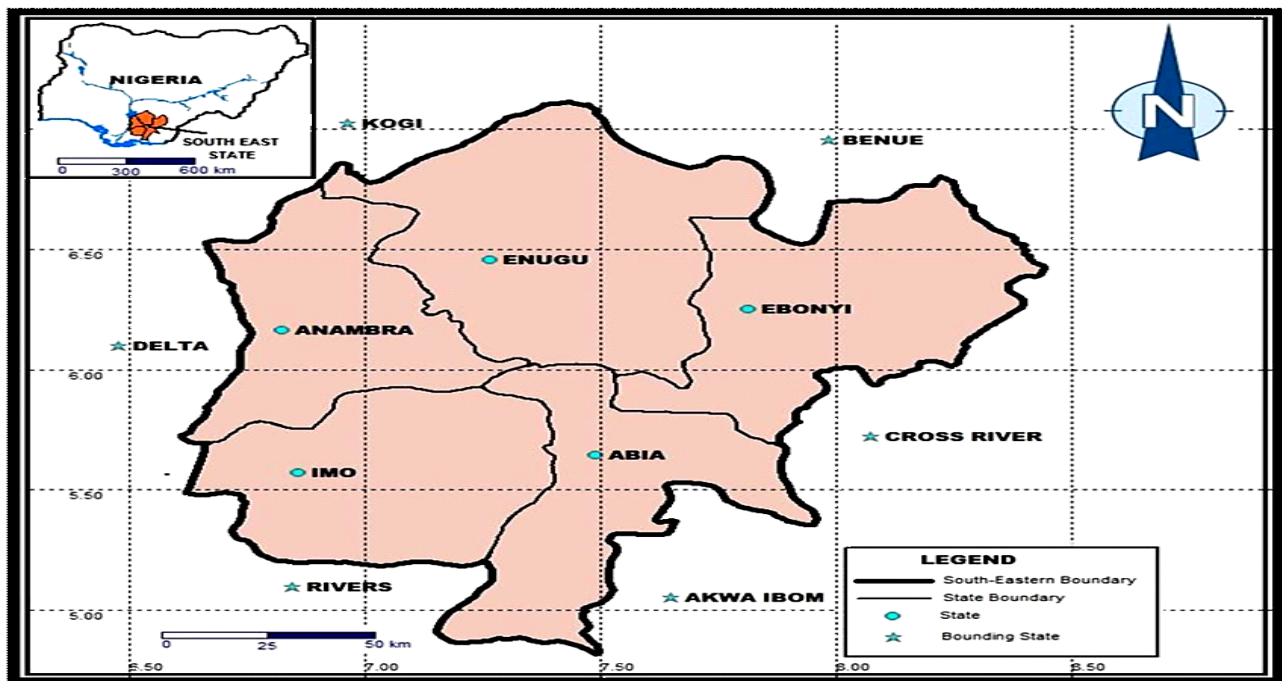 NIGERIA
SOUTH EAST
STATE
0 300 600 km
KOGI
BENUE
N
6.50
ENUGU
EBONYI
ANAMBRA
DELTA
6.00
CROSS RIVER
ABIA
IMO
5.50
LEGEND
South-Eastern Boundary
State Boundary
State
Bounding State
RIVERS
AKWA IBOM
5.00
0 25 50 km
6.50 7.00 7.50 8.00 8.50